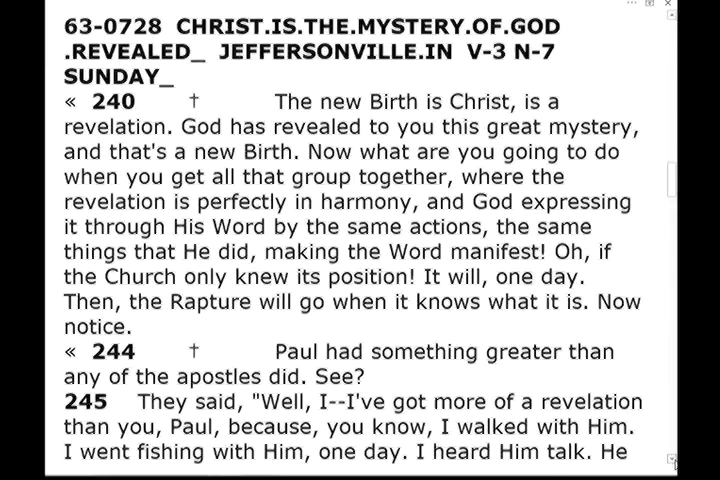 63-0728 CHRIST.IS.THE.MYSTERY.OF.GOD
.REVEALED_ JEFFERSONVILLE.IN V-3 N-7
SUNDAY_
« 240 † The new Birth is Christ, is a
revelation. God has revealed to you this great mystery,
and that's a new Birth. Now what are you going to do
when you get all that group together, where the
revelation is perfectly in harmony, and God expressing
it through His Word by the same actions, the same
things that He did, making the Word manifest! Oh, if
the Church only knew its position! It will, one day.
Then, the Rapture will go when it knows what it is. Now
notice.
« 244 † Paul had something greater than
any of the apostles did. See?
245 They said, "Well, I--I've got more of a revelation
than you, Paul, because, you know, I walked with Him.
I went fishing with Him, one day. I heard Him talk. He